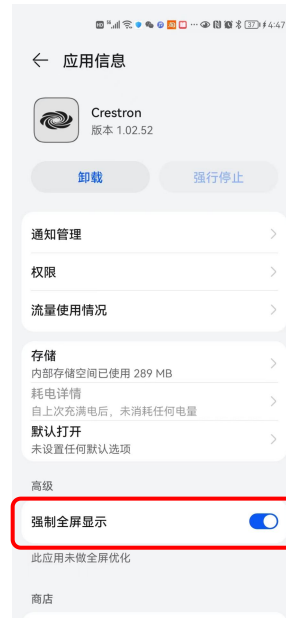 37 4:47
应用信息
Crestron
版本 1.02.52
卸载 强行停止
通知管理
权限
流量使用情况
存储
内部存储空间已使用 289 MB
耗电详情
自上次充满电后，未消耗任何电量
默认打开
未设置任何默认选项
高级
强制全屏显示
此应用未做全屏优化
商店